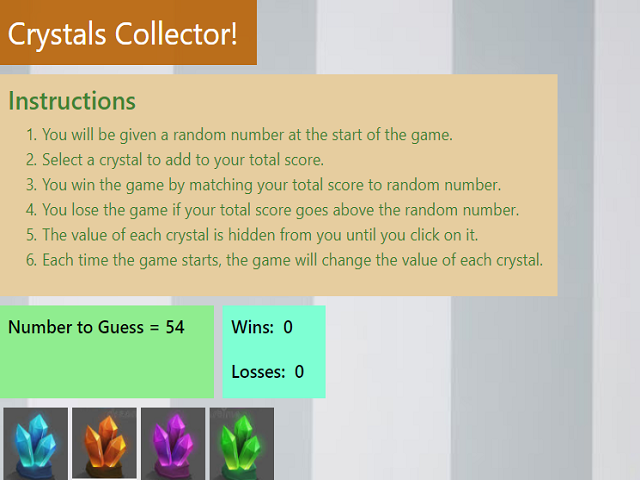 Crystals Collector!
Instructions
1. You will be given a random number at the start of the game.
2. Select a crystal to add to your total score.
3. You win the game by matching your total score to random number.
4. You lose the game if your total score goes above the random number.
5. The value of each crystal is hidden from you until you click on it.
6. Each time the game starts, the game will change the value of each crystal.
Number to Guess = 54
Wins: 0
Losses: 0